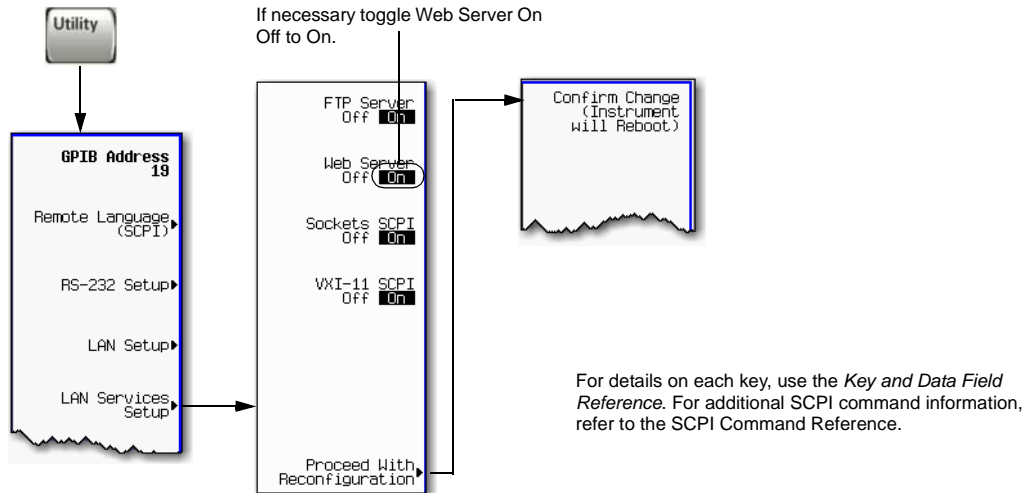 Utility
If necessary toggle Web Server On
Off to On.
GPIB Address
19
Remote Language
(SCPI)
RS-232 Setup
LAN Setup
LAN Services
Setup
FTP Server
Off On
Web Server
Off On
Sockets SCPI
Off On
VXI-11 SCPI
Off On
Proceed With
Reconfiguration
Confirm Change
(Instrument
will Reboot)
For details on each key, use the Key and Data Field
Reference. For additional SCPI command information,
refer to the SCPI Command Reference.